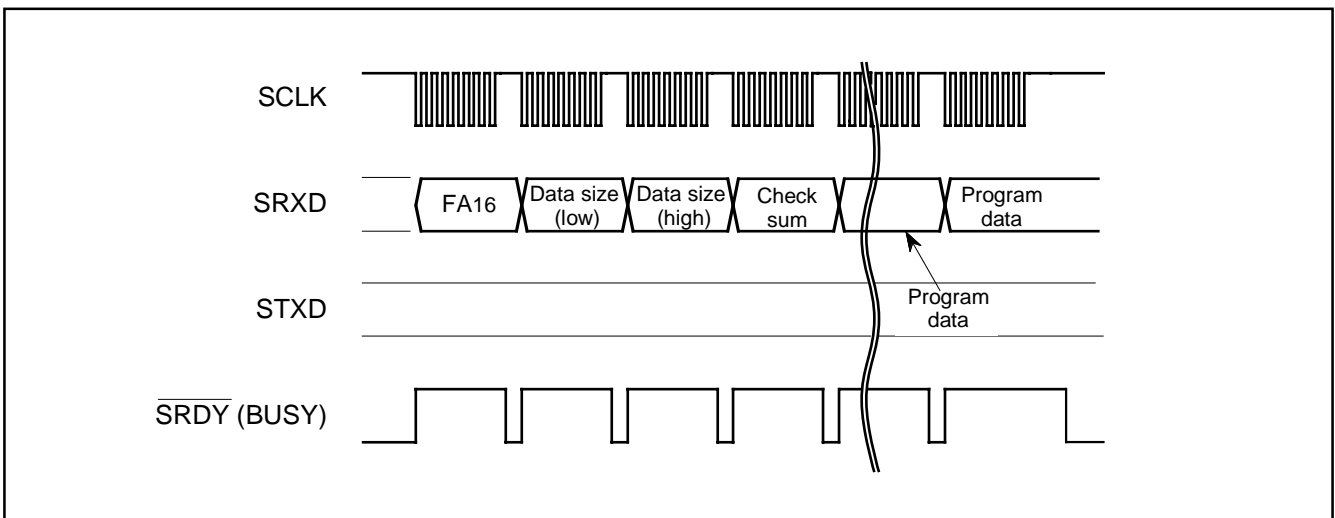 SCLK
SRXD
FA16
Data size
(low)
Data size
(high)
Check
sum
Program
data
STXD
Program
data
SRDY (BUSY)